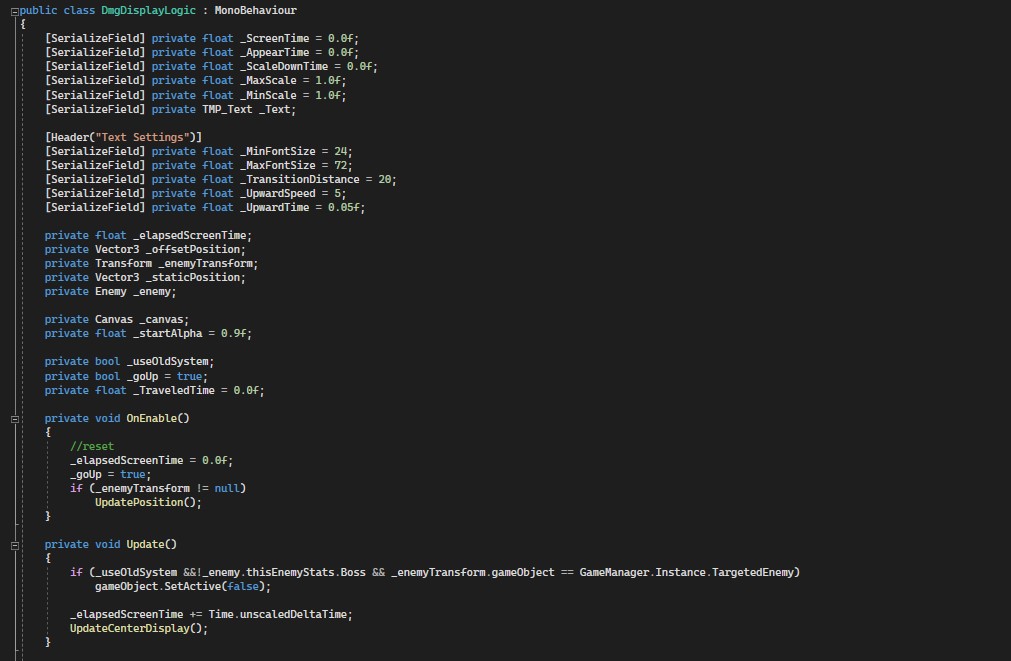 public class DmgDisplayLogic : MonoBehaviour
{
[SerializeField] private float _ScreenTime = 0.0f;
[SerializeField] private float _AppearTime = 0.0f;
[SerializeField] private float _ScaleDownTime = 0.0f;
[SerializeField] private float _MaxScale = 1.0f;
[SerializeField] private float _MinScale = 1.0f;
[SerializeField] private TMP_Text _Text;
[Header("Text Settings")]
[SerializeField] private float _MinFontSize = 24;
[SerializeField] private float _MaxFontSize = 72;
[SerializeField] private float _TransitionDistance = 20;
[SerializeField] private float _UpwardSpeed = 5;
[SerializeField] private float _UpwardTime = 0.05f;
private float _elapsedScreenTime;
private Vector3 _offsetPosition;
private Transform _enemyTransform;
private Vector3 _staticPosition;
private Enemy _enemy;
private Canvas _canvas;
private float _startAlpha = 0.9f;
private bool _useOldSystem;
private bool _goUp = true;
private float _TraveledTime = 0.0f;
private void OnEnable()
{
//reset
_elapsedScreenTime = 0.0f;
_goUp = true;
if (_enemyTransform != null)
UpdatePosition();
}
private void Update()
{
if (_useOldSystem &&!_enemy.thisEnemyStats.Boss && _enemyTransform.gameObject == GameManager.Instance.TargetedEnemy)
gameObject.SetActive(false);
_elapsedScreenTime += Time.unscaledDeltaTime;
UpdateCenterDisplay();
}